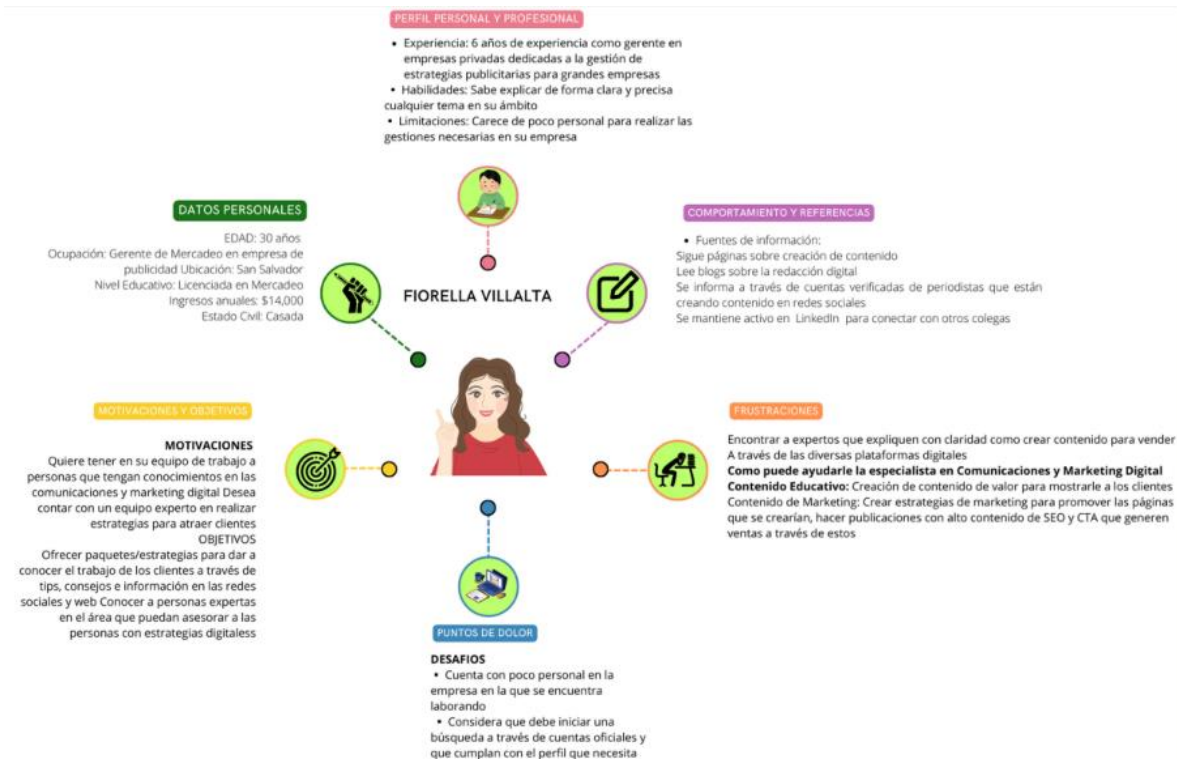 PERFIL PERSONAL Y PROFESIONAL
• Experiencia: 6 años de experiencia como gerente en
empresas privadas dedicadas a la gestión de
estrategias publicitarias para grandes empresas
• Habilidades: Sabe explicar de forma clara y precisa
cualquier tema en su ámbito
• Limitaciones: Carece de poco personal para realizar las
gestiones necesarias en su empresa
DATOS PERSONALES
EDAD: 30 años
Ocupación: Gerente de Mercadeo en empresa de
publicidad Ubicación: San Salvador
Nivel Educativo: Licenciada en Mercadeo
Ingresos anuales: $14,000
Estado Civil: Casada
FIORELLA VILLALTA
COMPORTAMIENTO Y REFERENCIAS
• Fuentes de información:
Sigue páginas sobre creación de contenido
Lee blogs sobre la redacción digital
Se informa a través de cuentas verificadas de periodistas que están
creando contenido en redes sociales
Se mantiene activo en LinkedIn para conectar con otros colegas
MOTIVACIONES Y OBJETIVOS
MOTIVACIONES
Quiere tener en su equipo de trabajo a
personas que tengan conocimientos en las
comunicaciones y marketing digital Desea
contar con un equipo experto en realizar
estrategias para atraer clientes
OBJETIVOS
Ofrecer paquetes/estrategias para dar a
conocer el trabajo de los clientes a través de
tips, consejos e información en las redes
sociales y web Conocer a personas expertas
en el área que puedan asesorar a las
personas con estrategias digitaless
FRUSTRACIONES
Encontrar a expertos que expliquen con claridad como crear contenido para vender
A través de las diversas plataformas digitales
Como puede ayudarle la especialista en Comunicaciones y Marketing Digital
Contenido Educativo: Creación de contenido de valor para mostrarle a los clientes
Contenido de Marketing: Crear estrategias de marketing para promover las páginas
que se crearían, hacer publicaciones con alto contenido de SEO y CTA que generen
ventas a través de estos
PUNTOS DE DOLOR
DESAFIOS
• Cuenta con poco personal en la
empresa en la que se encuentra
laborando
• Considera que debe iniciar una
búsqueda a través de cuentas oficiales y
que cumplan con el perfil que necesita